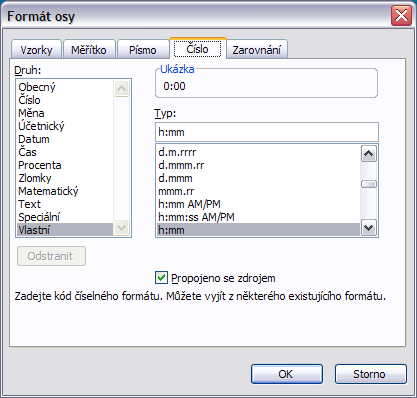 Formát osy
Vzorky Měřítko Písmo Číslo Zarovnání
Druh:
Obecný
Číslo
Měna
Účetnický
Datum
Čas
Procenta
Zlomky
Matematický
Text
Speciální
Vlastní
Ukázka
0:00
Typ:
h:mm
d.m.rrrr
d.mmm.rr
d.mmm
mmm.rr
h:mm AM/PM
h:mm:ss AM/PM
h:mm
Odstranit
Propojeno se zdrojem
Zadejte kód číselného formátu. Můžete vyjít z některého existujícího formátu.
OK Storno